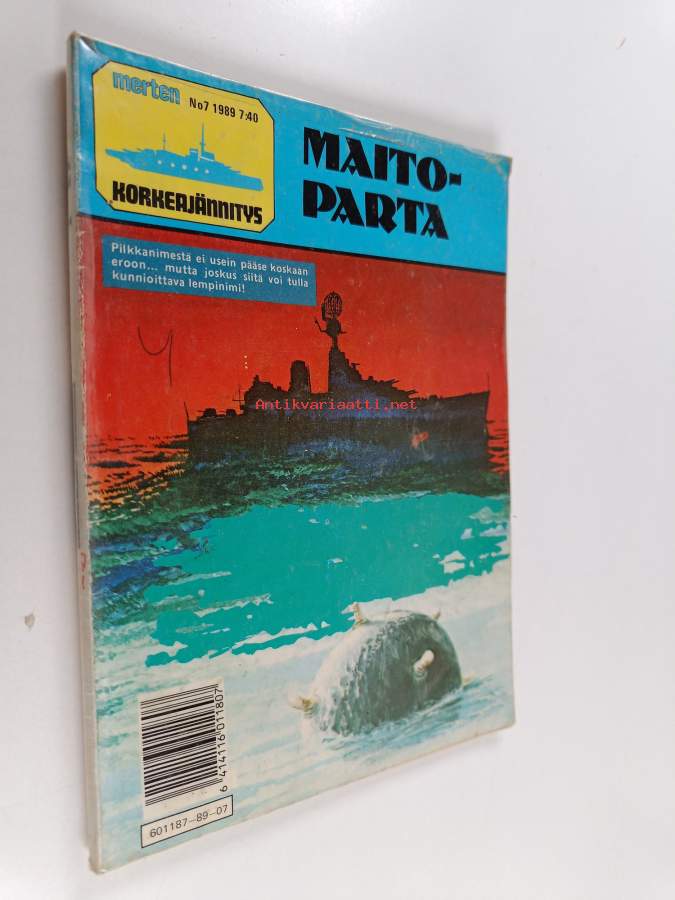 merten
No7 1989 7:40
KORKEAJÄNNITYS
MAITO-
PARTA
Pilkkanimestä ei usein pääse koskaan
eroon... mutta joskus siitä voi tulla
kunnioittava lempinimi!
Antikvariaatti.net
6 414116 011807
601187-89-07